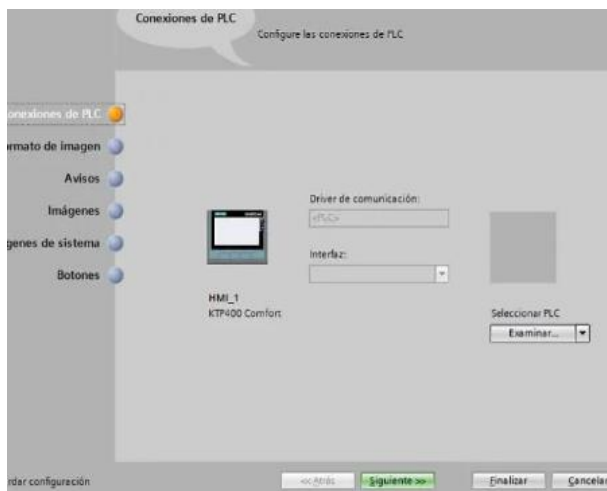 Conexiones de PLC
Configure las conexiones de PLC
onexiones de PLC
rmato de imagen
Avisos
Imágenes
genes de sistema
Botones
Driver de comunicación:
<PLC>
Interfaz:
HMI_1
KTP400 Comfort
Seleccionar PLC
Examinar...
rdar configuración
<< Atrás
Siguiente >>
Finalizar
Cancelar